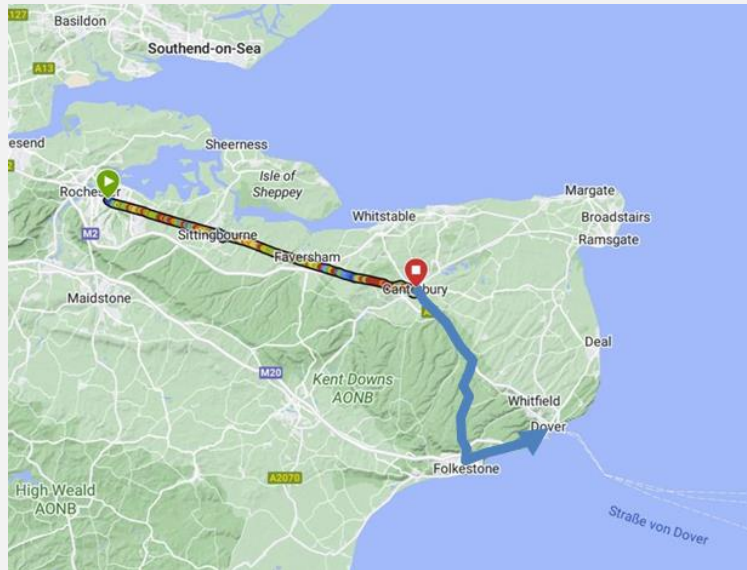 A127
Basildon
Southend-on-Sea
A13
esend
Sheerness
Isle of
Sheppey
Rochester
Margate
Broadstairs
Ramsgate
Whitstable
M2
Sittingbourne
Faversham
Canterbury
Maidstone
Deal
M20
Kent Downs
AONB
Whitfield
Dover
Folkestone
A2070
High Weald
AONB
Straße von Dover